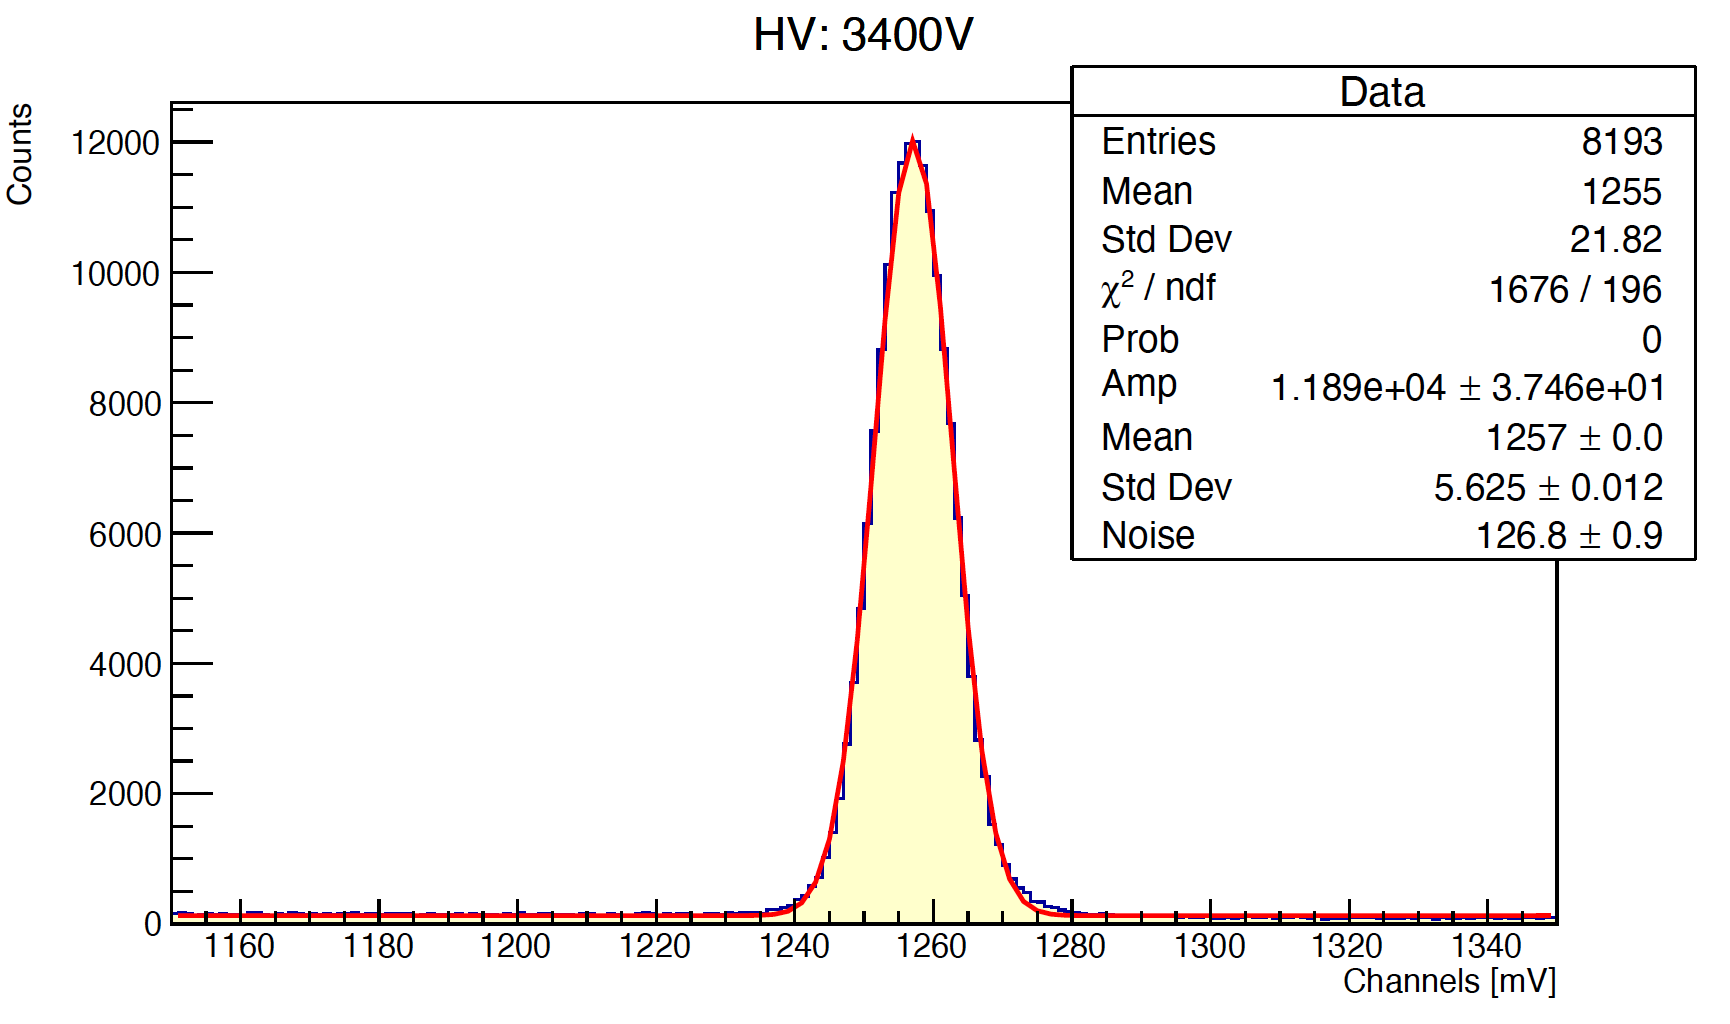 HV: 3400V
Counts
Data
Entries 8193
Mean 1255
Std Dev 21.82
χ² / ndf 1676 / 196
Prob 0
Amp 1.189e+04 ± 3.746e+01
Mean 1257 ± 0.0
Std Dev 5.625 ± 0.012
Noise 126.8 ± 0.9
12000
10000
8000
6000
4000
2000
0
1160 1180 1200 1220 1240 1260 1280 1300 1320 1340
Channels [mV]